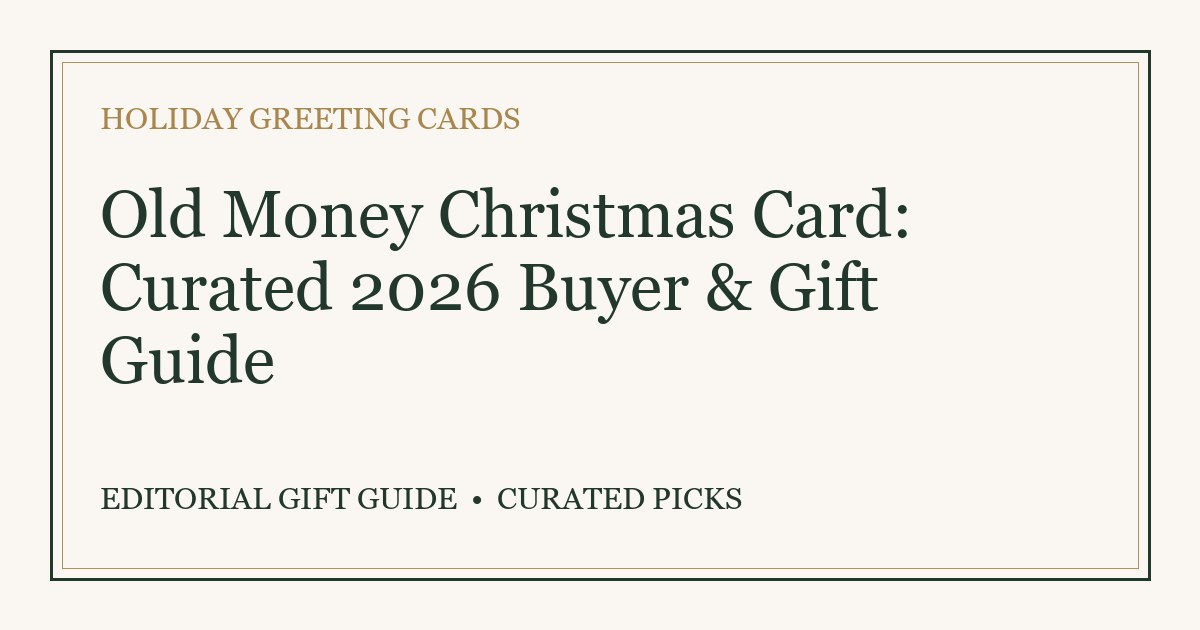 HOLIDAY GREETING CARDS
Old Money Christmas Card:
Curated 2026 Buyer & Gift
Guide
EDITORIAL GIFT GUIDE • CURATED PICKS